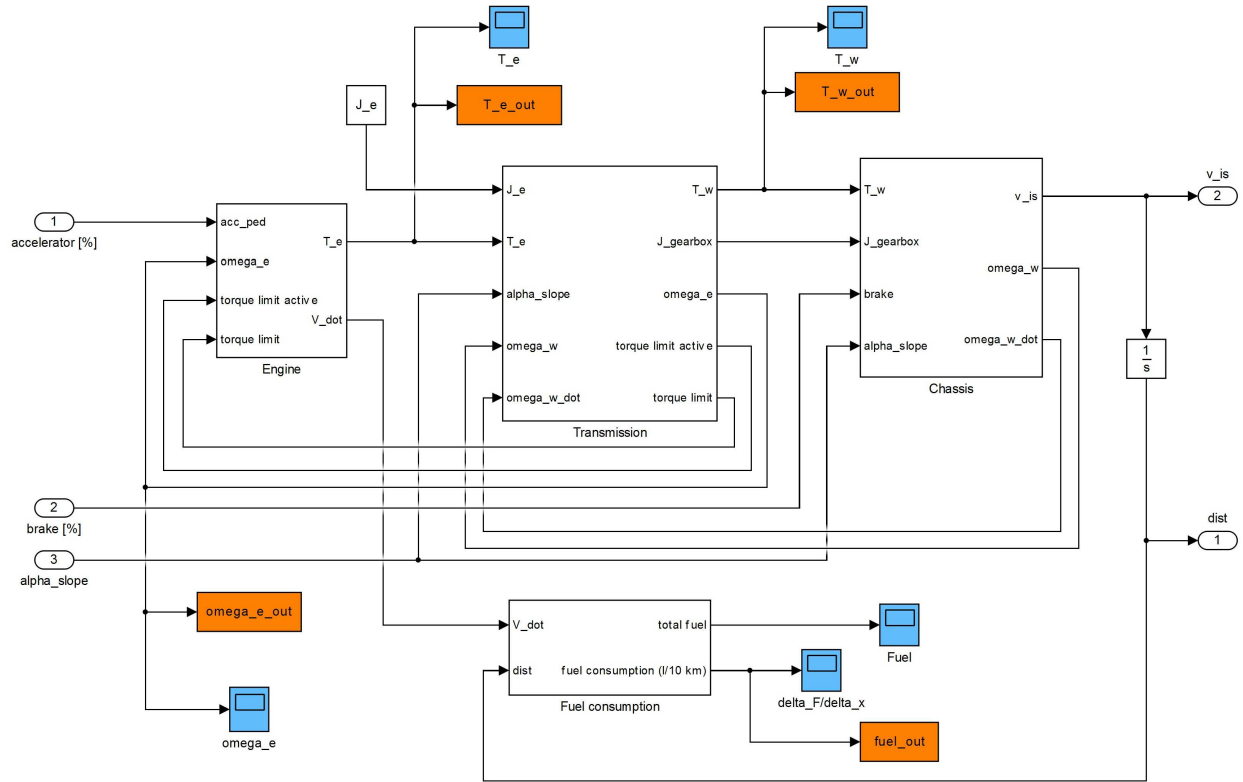 T_e
T_w
T_e_out
T_w_out
J_e
Transmission
J_e
T_e
alpha_slope
omega_w
omega_w_dot
T_w
J_gearbox
omega_e
torque limit active
torque limit
Chassis
T_w
J_gearbox
brake
alpha_slope
v_is
omega_w
omega_w_dot
v_is
2
1
accelerator [%]
acc_ped
omega_e
torque limit active
torque limit
T_e
V_dot
Engine
1
s
2
brake [%]
3
alpha_slope
dist
1
omega_e_out
omega_e
V_dot
dist
total fuel
fuel consumption (l/10 km)
Fuel consumption
Fuel
delta_F/delta_x
fuel_out